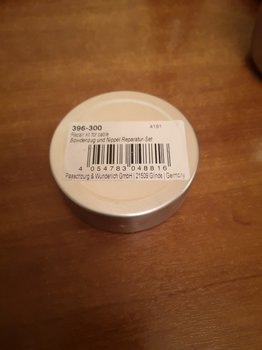 396-300 4191
Repair kit for cable
Bowdenzug und Nippel Reparatur-Set
4 054783 048816
Paaschburg & Wunderlich GmbH | 21509 Glinde | Germany